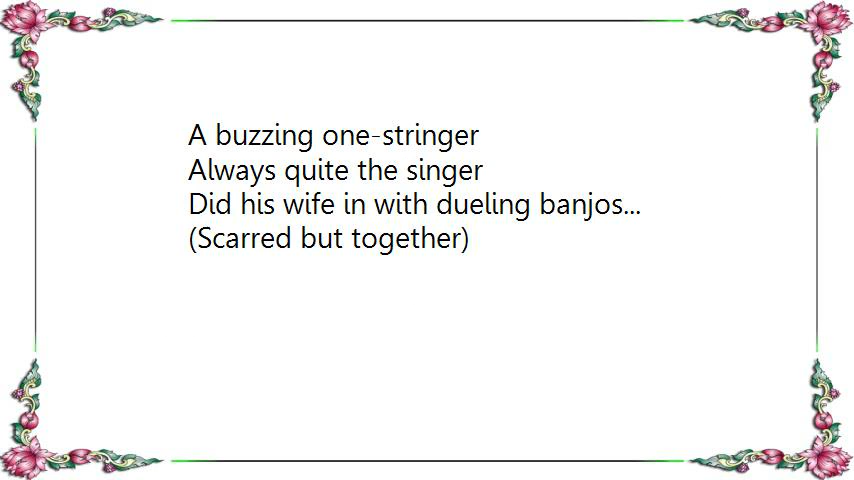 A buzzing one-stringer
Always quite the singer
Did his wife in with dueling banjos...
(Scarred but together)